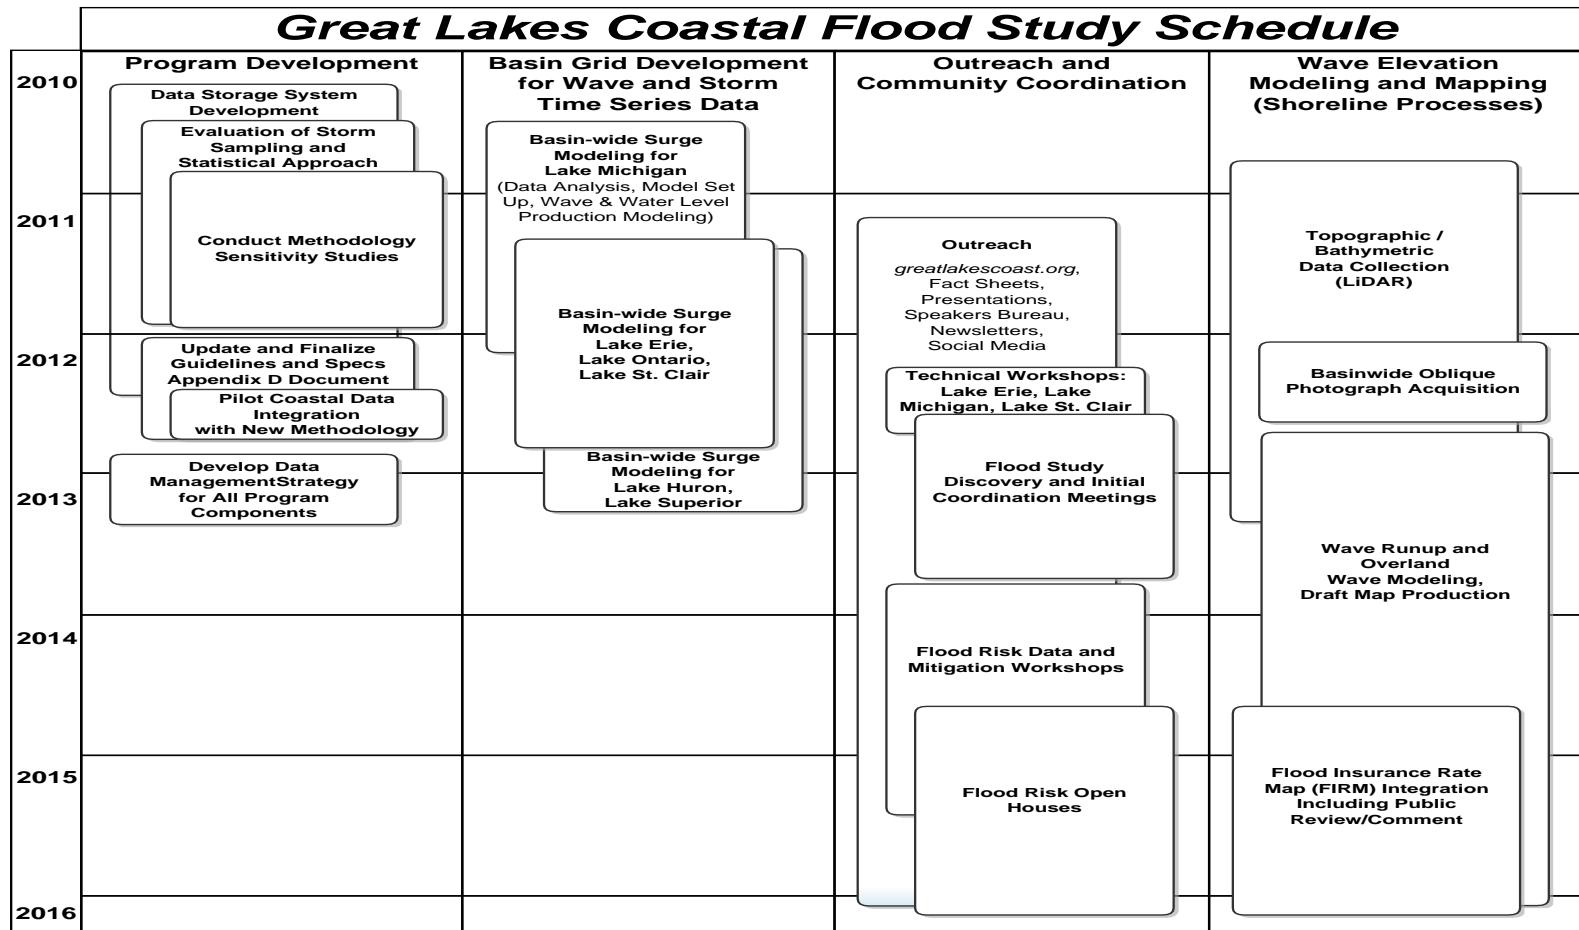 Great Lakes Coastal Flood Study Schedule
2010
2011
2012
2013
2014
2015
2016
Program Development
Data Storage System
Development
Evaluation of Storm
Sampling and
Statistical Approach
Conduct Methodology
Sensitivity Studies
Update and Finalize
Guidelines and Specs
Appendix D Document
Pilot Coastal Data
Integration
with New Methodology
Develop Data
ManagementStrategy
for All Program
Components
Basin Grid Development
for Wave and Storm
Time Series Data
Basin-wide Surge
Modeling for
Lake Michigan
(Data Analysis, Model Set
Up, Wave & Water Level
Production Modeling)
Basin-wide Surge
Modeling for
Lake Erie,
Lake Ontario,
Lake St. Clair
Basin-wide Surge
Modeling for
Lake Huron,
Lake Superior
Outreach and
Community Coordination
Outreach
greatlakescoast.org,
Fact Sheets,
Presentations,
Speakers Bureau,
Newsletters,
Social Media
Technical Workshops:
Lake Erie, Lake
Michigan, Lake St. Clair
Flood Study
Discovery and Initial
Coordination Meetings
Flood Risk Data and
Mitigation Workshops
Flood Risk Open
Houses
Wave Elevation
Modeling and Mapping
(Shoreline Processes)
Topographic /
Bathymetric
Data Collection
(LiDAR)
Basinwide Oblique
Photograph Acquisition
Wave Runup and
Overland
Wave Modeling,
Draft Map Production
Flood Insurance Rate
Map (FIRM) Integration
Including Public
Review/Comment